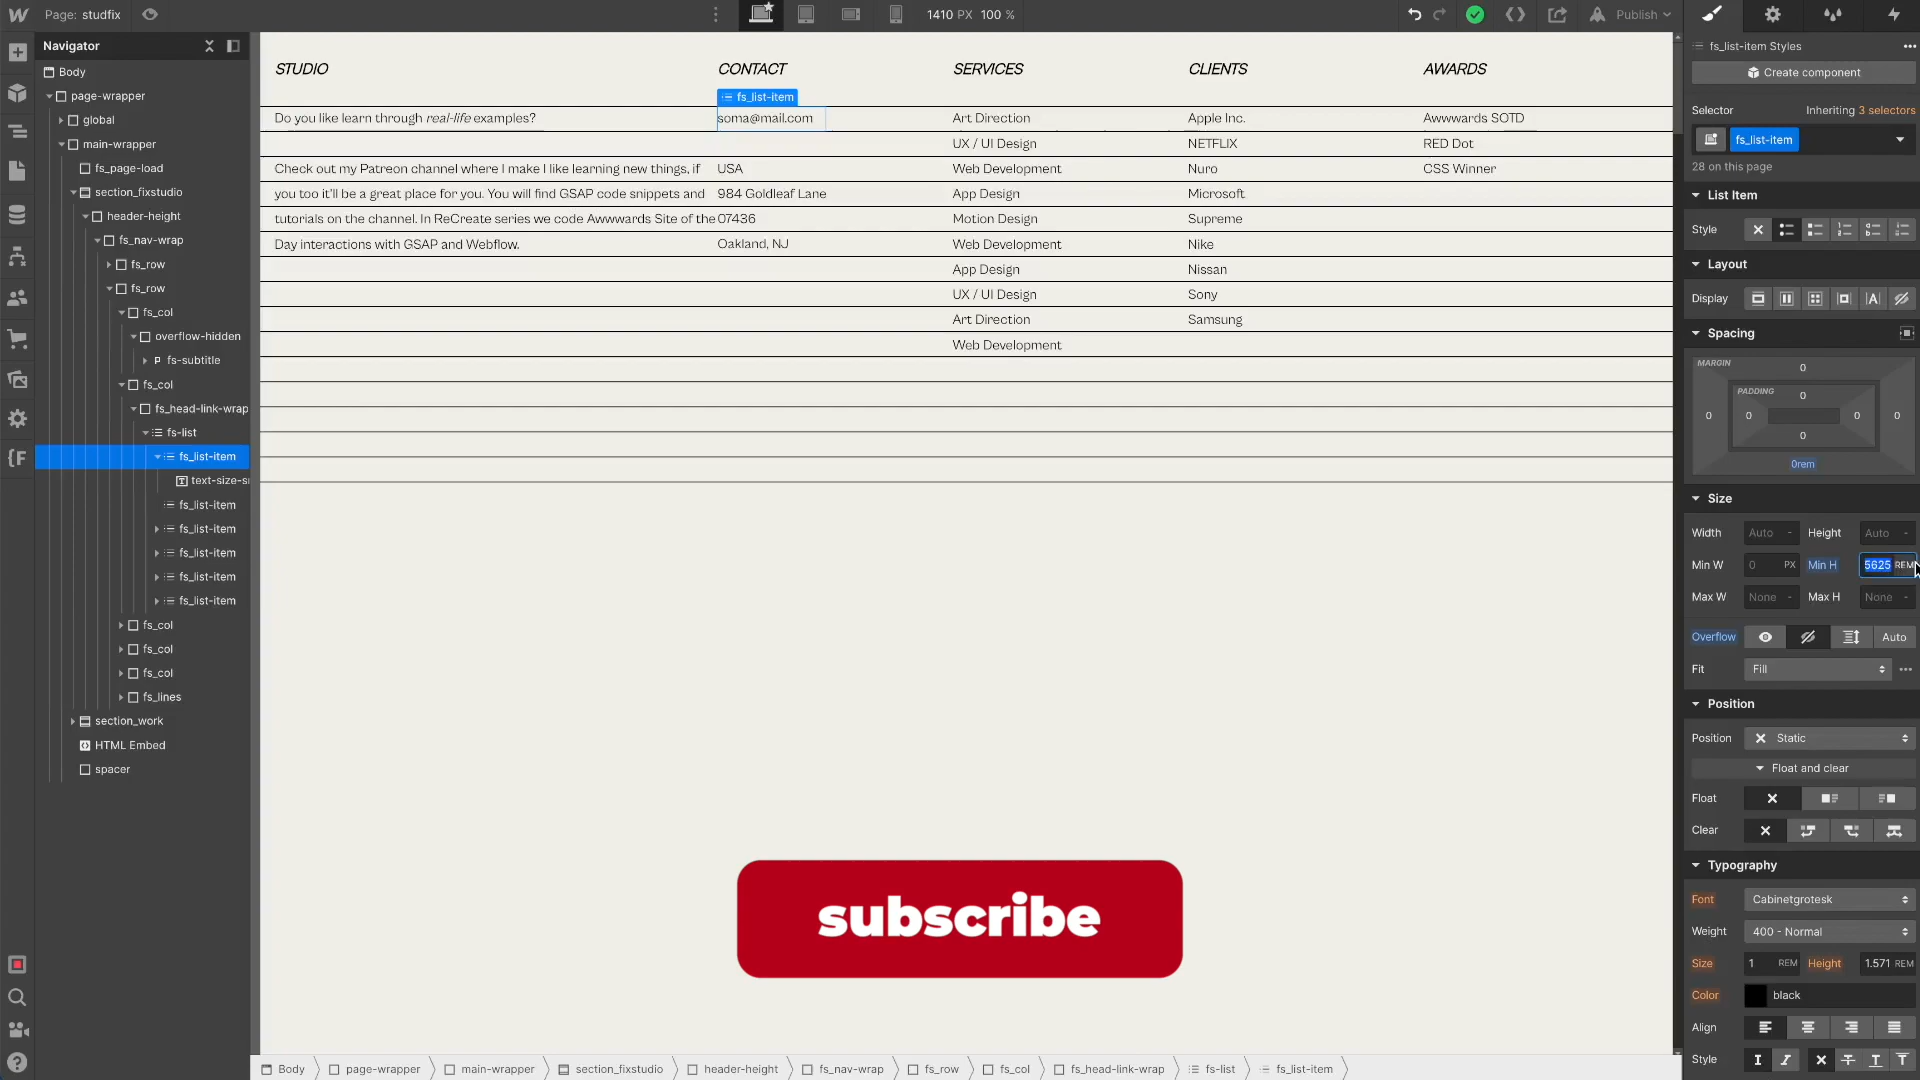 Page: studfix
1410 PX 100 %
Publish
Navigator
Body
page-wrapper
global
main-wrapper
fs_page-load
section_fixstudio
header-height
fs_nav-wrap
fs_row
fs_row
fs_col
overflow-hidden
fs-subtitle
fs_col
fs_head-link-wrap
fs-list
fs_list-item
text-size-s
fs_list-item
fs_list-item
fs_list-item
fs_list-item
fs_list-item
fs_col
fs_col
fs_col
fs_lines
section_work
HTML Embed
spacer
STUDIO CONTACT SERVICES CLIENTS AWARDS
fs_list-item
Do you like learn through real-life examples? soma@mail.com Art Direction Apple Inc. Awwwards SOTD
UX / UI Design NETFLIX RED Dot
Check out my Patreon channel where I make I like learning new things, if USA Web Development Nuro CSS Winner
you too it'll be a great place for you. You will find GSAP code snippets and 984 Goldleaf Lane App Design Microsoft
tutorials on the channel. In ReCreate series we code Awwwards Site of the 07436 Motion Design Supreme
Day interactions with GSAP and Webflow. Oakland, NJ Web Development Nike
App Design Nissan
UX / UI Design Sony
Art Direction Samsung
Web Development
subscribe
Body page-wrapper main-wrapper section_fixstudio header-height fs_nav-wrap fs_row fs_col fs_head-link-wrap fs-list fs_list-item
fs_list-item Styles
Create component
Selector Inheriting 3 selectors
fs_list-item
28 on this page
List Item
Style
Layout
Display
Spacing
MARGIN
0
PADDING
0
0 0 0 0
0
0rem
Size
Width Auto - Height Auto -
Min W 0 PX Min H 5625 REM
Max W None - Max H None -
Overflow Auto
Fit Fill
Position
Position Static
Float and clear
Float
Clear
Typography
Font Cabinetgrotesk
Weight 400 - Normal
Size 1 REM Height 1.571 REM
Color black
Align
Style